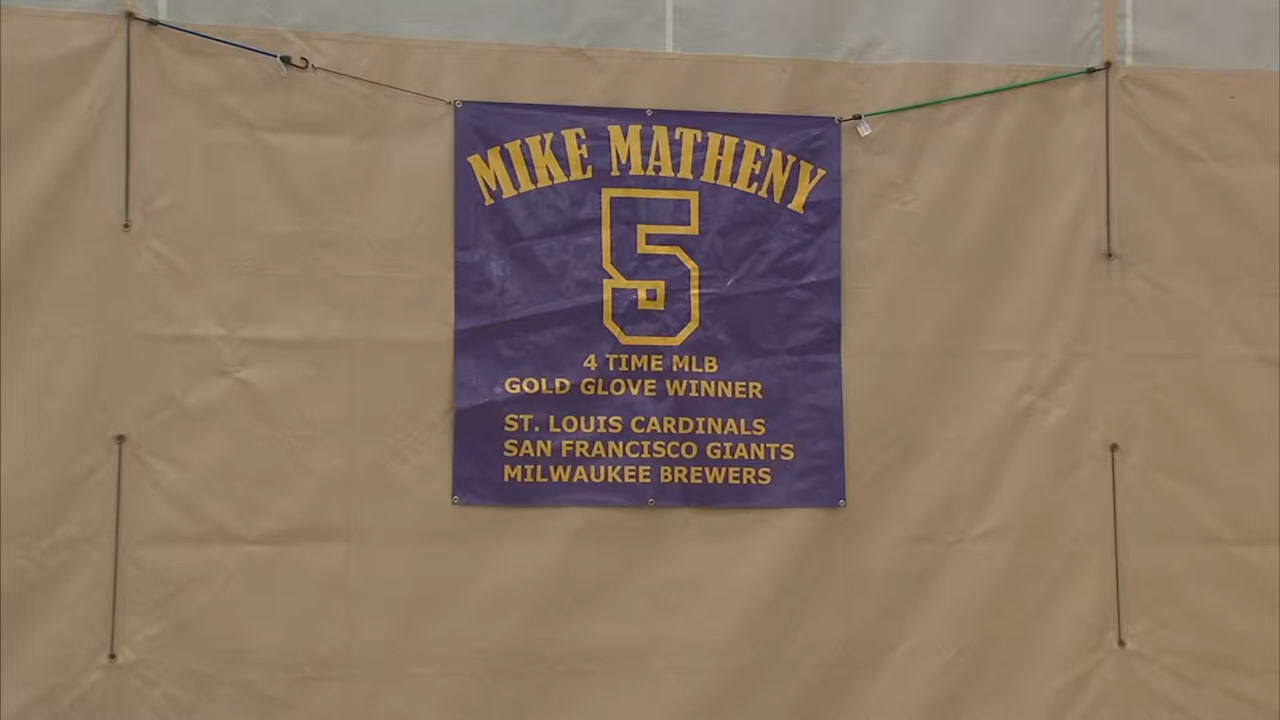 MIKE MATHENY
5
4 TIME MLB
GOLD GLOVE WINNER
ST. LOUIS CARDINALS
SAN FRANCISCO GIANTS
MILWAUKEE BREWERS